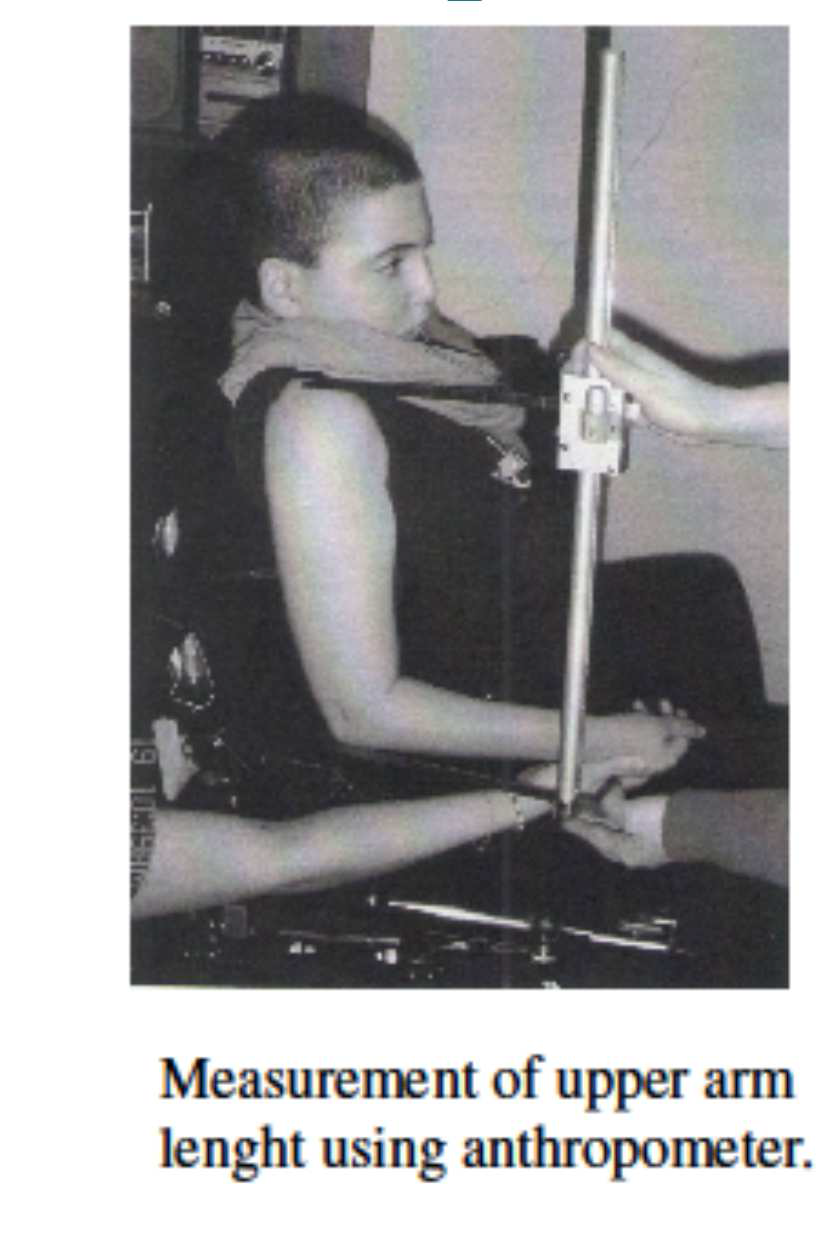 Measurement of upper arm
lenght using anthropometer.